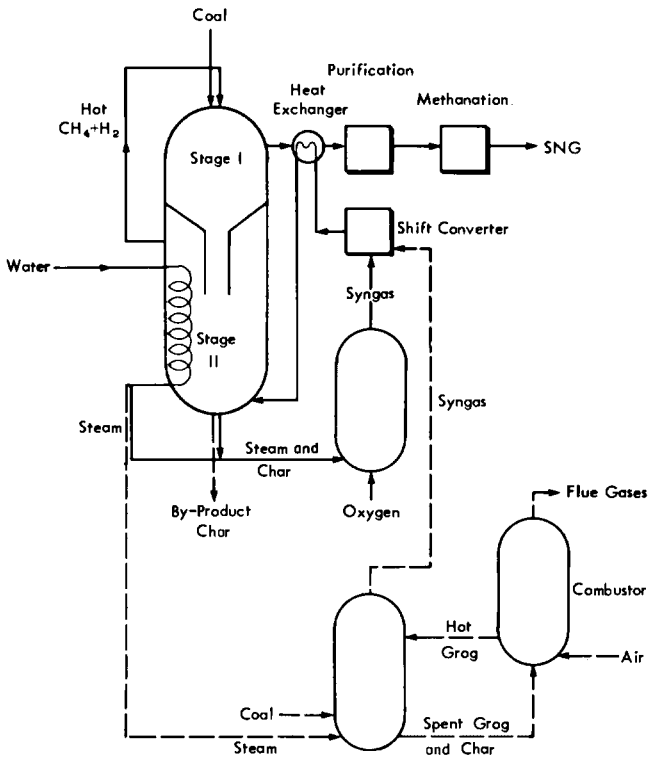 Coal
Purification
Heat
Exchanger
Methanation.
Hot
CH₄+H₂
Stage I
SNG
Shift Converter
Water
Syngas
Stage
II
Steam
Syngas
Steam and
Char
By-Product
Char
Oxygen
Flue Gases
Combustor
Hot
Grog
Air
Coal
Spent Grog
and Char
Steam